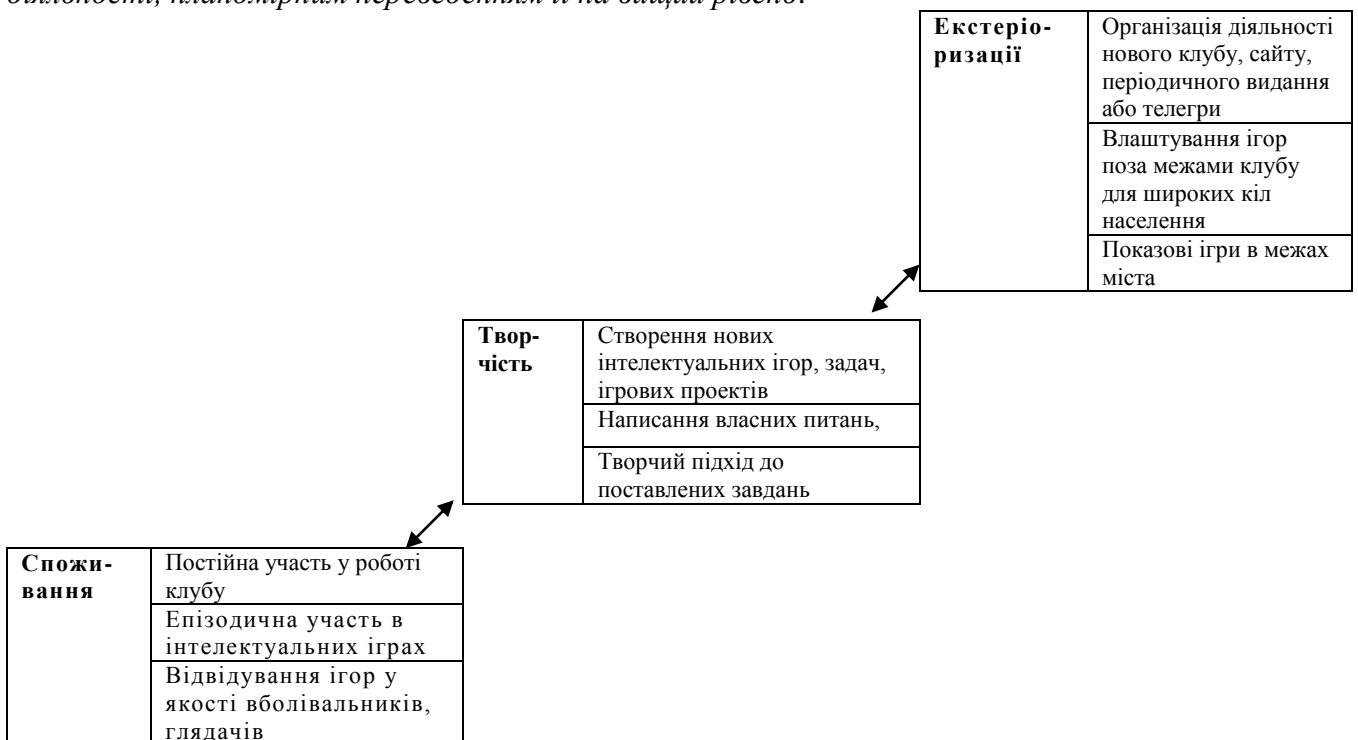 діяльності, планомірним переведенням її на вищий рівень.
Екстеріо-
ризації
Організація діяльності
нового клубу, сайту,
періодичного видання
або телегри
Влаштування ігор
поза межами клубу
для широких кіл
населення
Показові ігри в межах
міста
Твор-
чість
Створення нових
інтелектуальних ігор, задач,
ігрових проектів
Написання власних питань,
Творчий підхід до
поставлених завдань
Спожи-
вання
Постійна участь у роботі
клубу
Епізодична участь в
інтелектуальних іграх
Відвідування ігор у
якості вболівальників,
глядачів